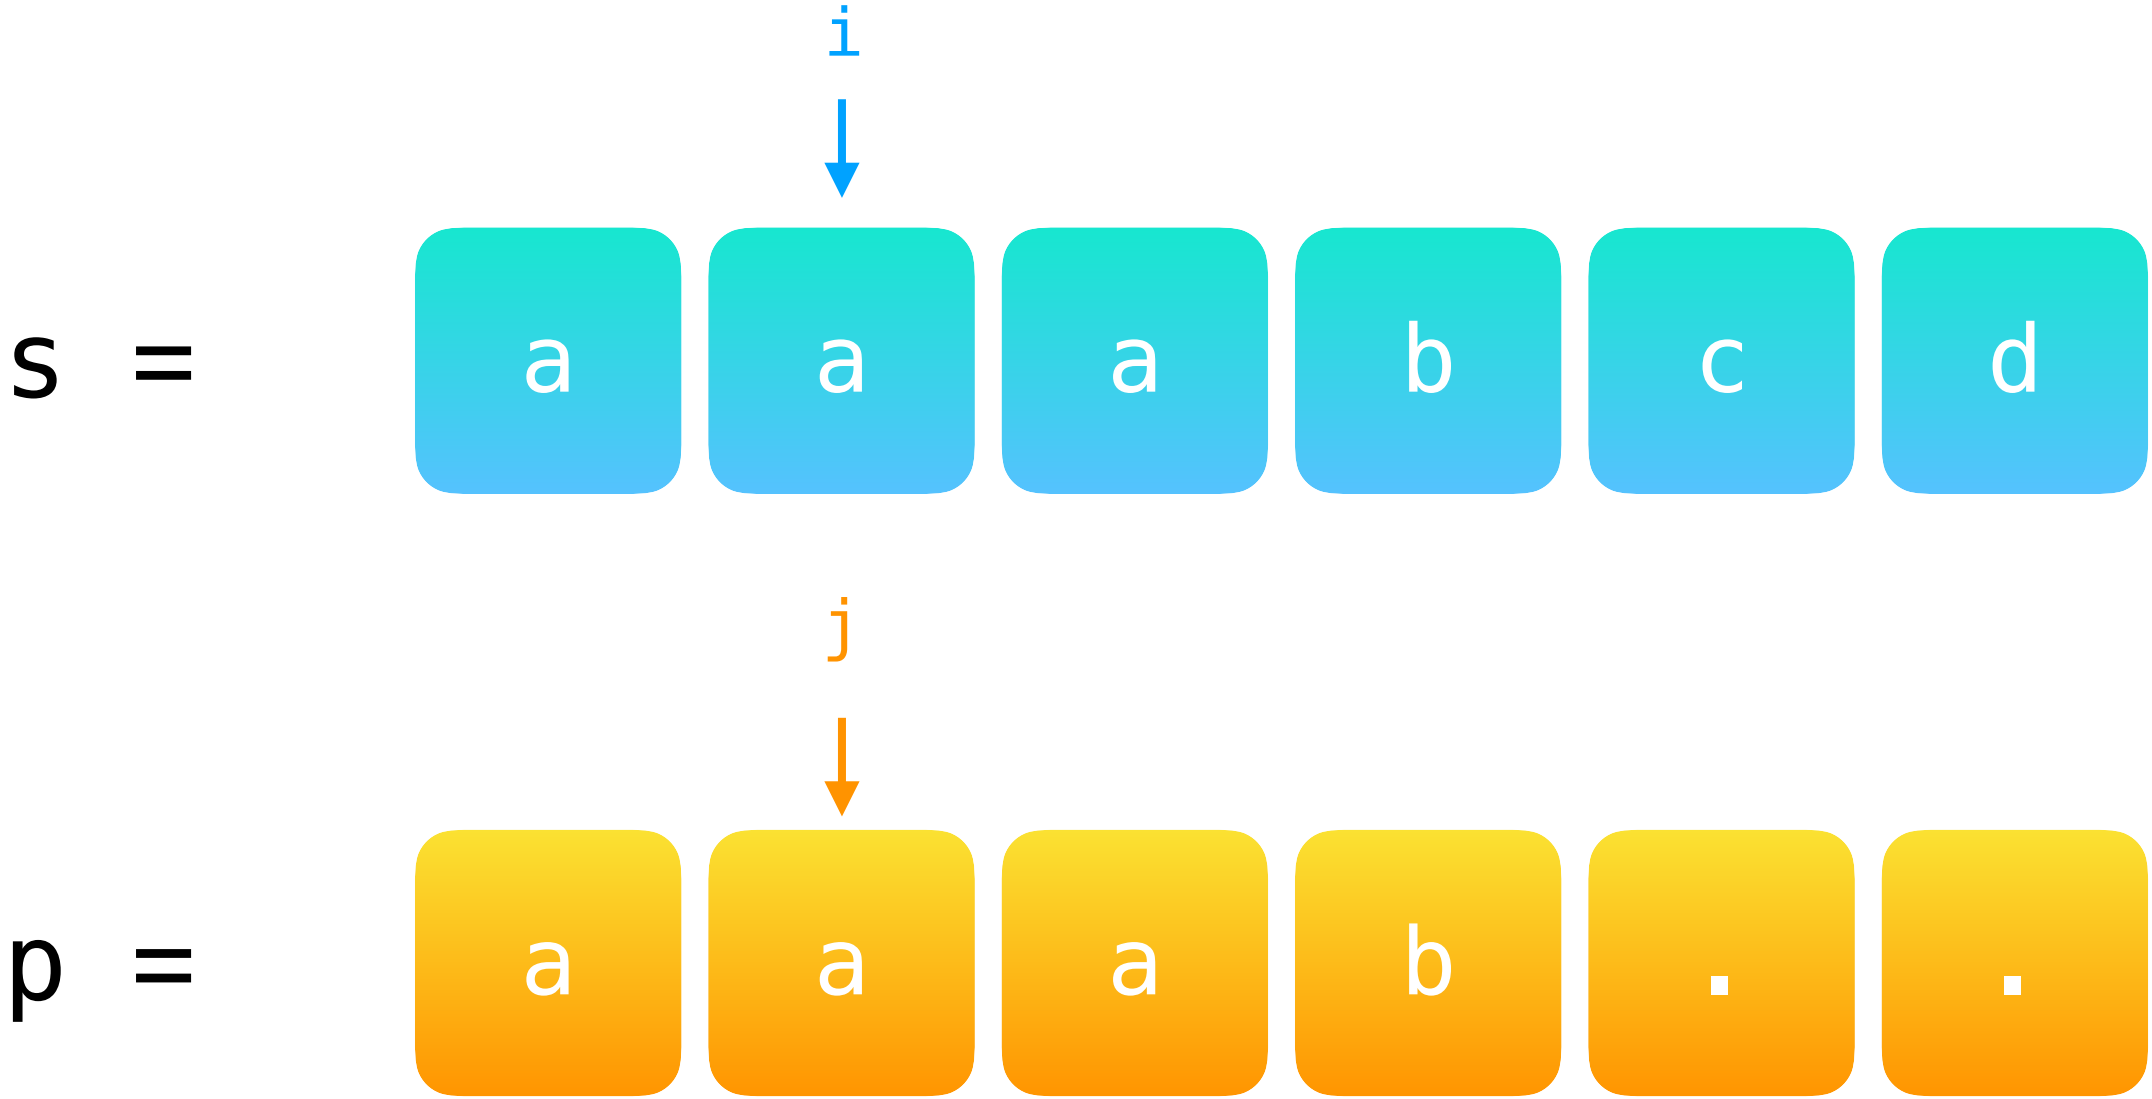 i
s = a a a b c d
j
p = a a a b . .